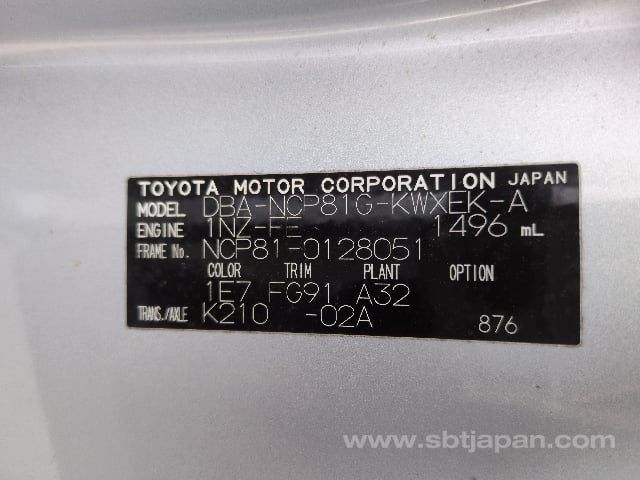 TOYOTA MOTOR CORPORATION JAPAN
MODEL DBA-NCP81G-KWXEK-A
ENGINE 1NZ-FE 1496 mL
FRAME No. NCP81-0128051
COLOR TRIM PLANT OPTION
1E7 FG91 A32
TRANS./AXLE K210 -02A 876
www.sbtjapan.com